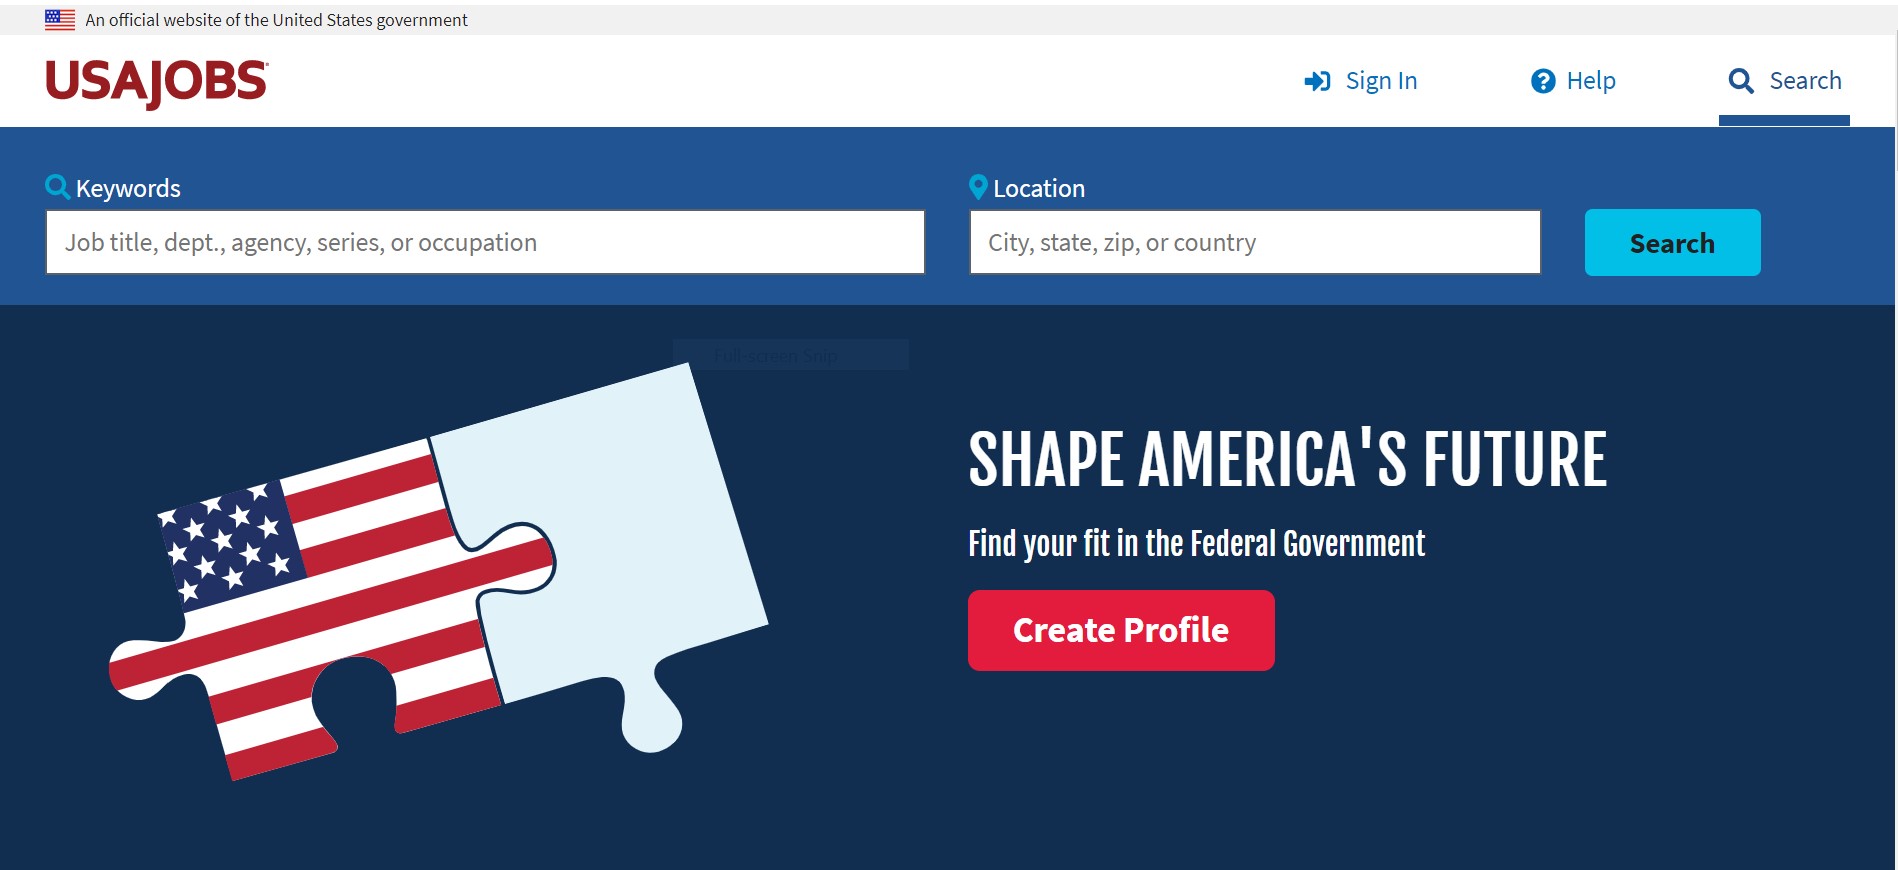 An official website of the United States government
USAJOBS
Sign In
Help
Search
Keywords
Location
Job title, dept., agency, series, or occupation
City, state, zip, or country
Search
Full-screen Snip
SHAPE AMERICA'S FUTURE
Find your fit in the Federal Government
Create Profile